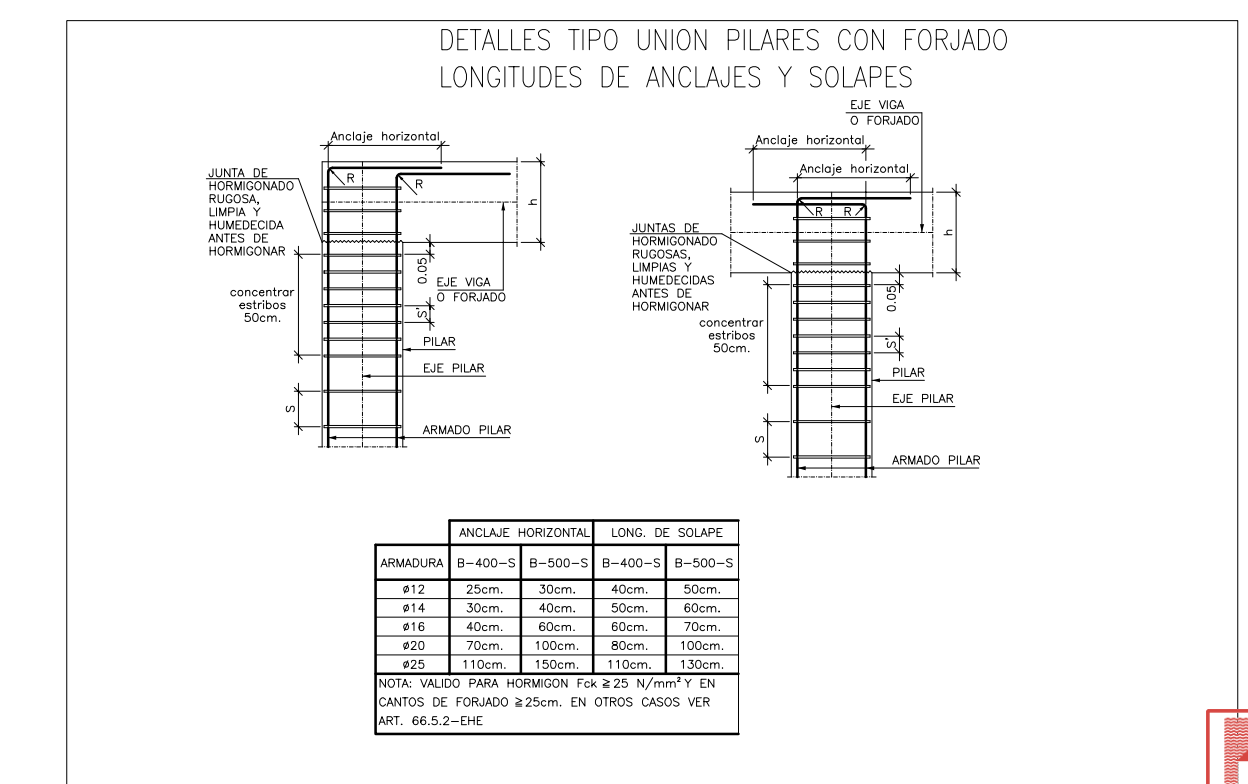 DETALLES TIPO UNION PILARES CON FORJADO
LONGITUDES DE ANCLAJES Y SOLAPES
Anclaje horizontal
JUNTA DE
HORMIGONADO
RUGOSA,
LIMPIA Y
HUMEDECIDA
ANTES DE
HORMIGONAR
R
R
h
0.05
EJE VIGA
O FORJADO
concentrar
estribos
50cm.
S'
PILAR
EJE PILAR
S
ARMADO PILAR
EJE VIGA
O FORJADO
Anclaje horizontal
Anclaje horizontal
R R
h
JUNTAS DE
HORMIGONADO
RUGOSAS,
LIMPIAS Y
HUMEDECIDAS
ANTES DE
HORMIGONAR
0.05
concentrar
estribos
50cm.
S'
PILAR
EJE PILAR
S
ARMADO PILAR
ANCLAJE HORIZONTAL LONG. DE SOLAPE
ARMADURA B-400-S B-500-S B-400-S B-500-S
ø12 25cm. 30cm. 40cm. 50cm.
ø14 30cm. 40cm. 50cm. 60cm.
ø16 40cm. 60cm. 60cm. 70cm.
ø20 70cm. 100cm. 80cm. 100cm.
ø25 110cm. 150cm. 110cm. 130cm.
NOTA: VALIDO PARA HORMIGON Fck ≧ 25 N/mm² Y EN
CANTOS DE FORJADO ≧ 25cm. EN OTROS CASOS VER
ART. 66.5.2-EHE